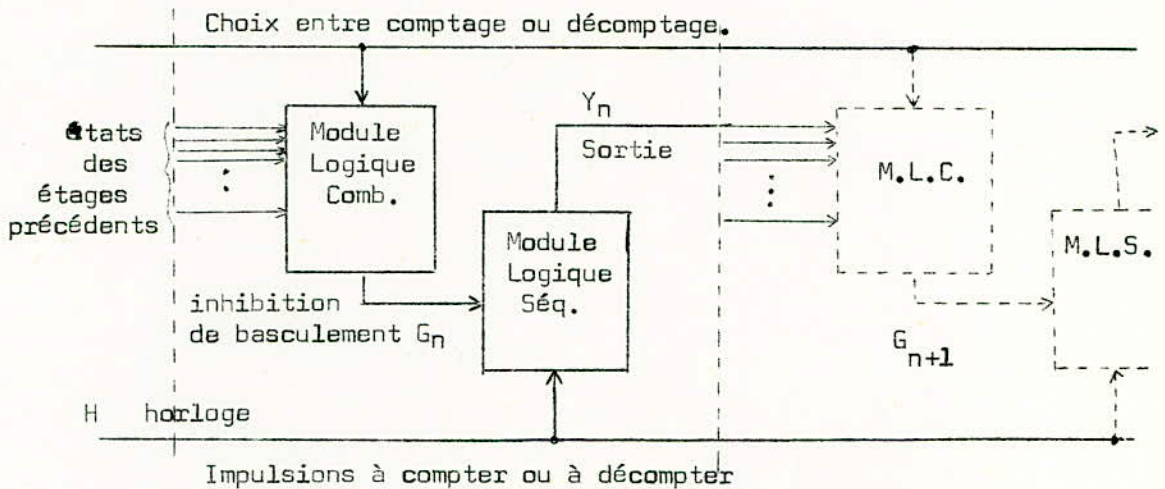 Choix entre comptage ou décomptage.
états
des
étages
précédents
Module
Logique
Comb.
Yn
Sortie
M.L.C.
Module
Logique
Séq.
M.L.S.
inhibition
de basculement Gn
Gn+1
H horloge
Impulsions à compter ou à décompter